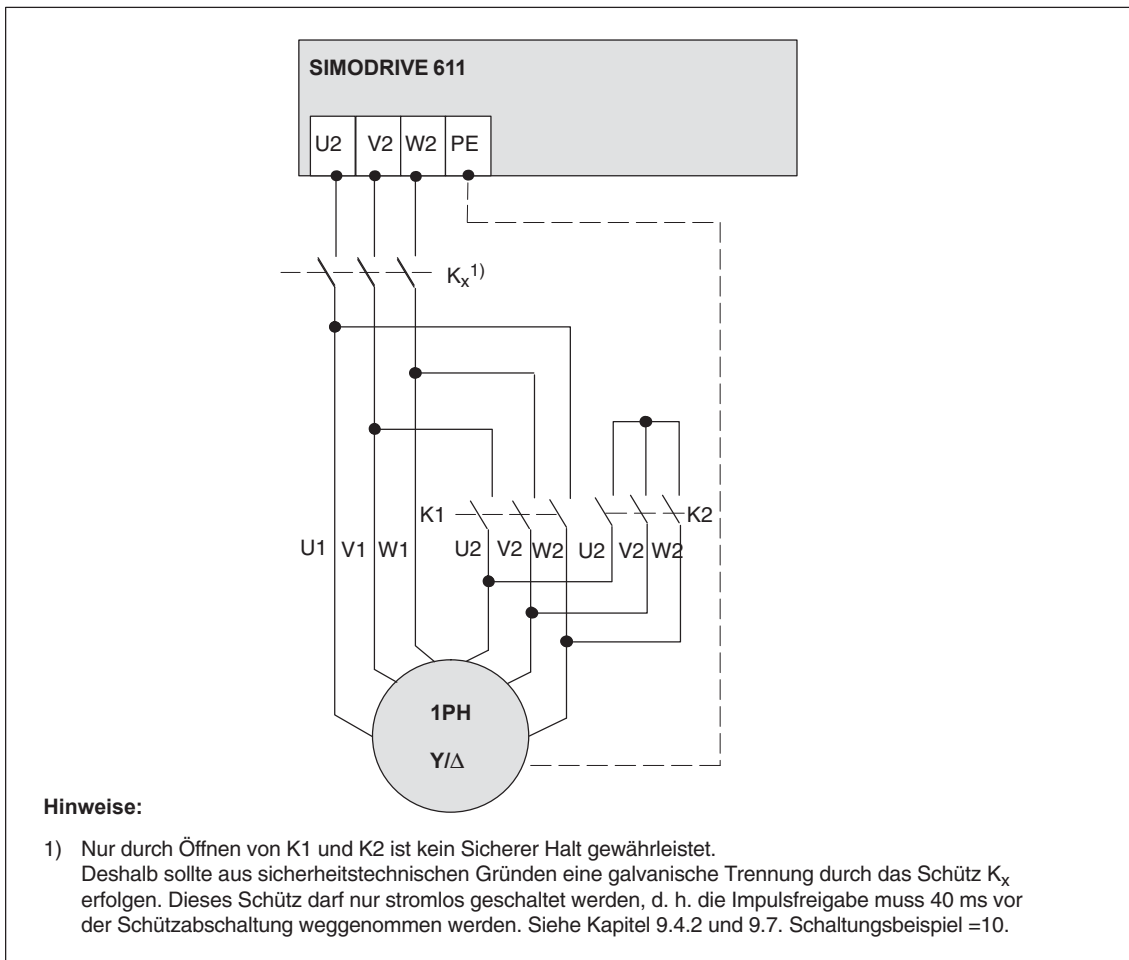 SIMODRIVE 611
U2 V2 W2 PE
Kx1)
K1 K2
U1 V1 W1 U2 V2 W2 U2 V2 W2
1PH
Y/Δ
Hinweise:
1) Nur durch Öffnen von K1 und K2 ist kein Sicherer Halt gewährleistet.
Deshalb sollte aus sicherheitstechnischen Gründen eine galvanische Trennung durch das Schütz Kx
erfolgen. Dieses Schütz darf nur stromlos geschaltet werden, d. h. die Impulsfreigabe muss 40 ms vor
der Schützabschaltung weggenommen werden. Siehe Kapitel 9.4.2 und 9.7. Schaltungsbeispiel =10.